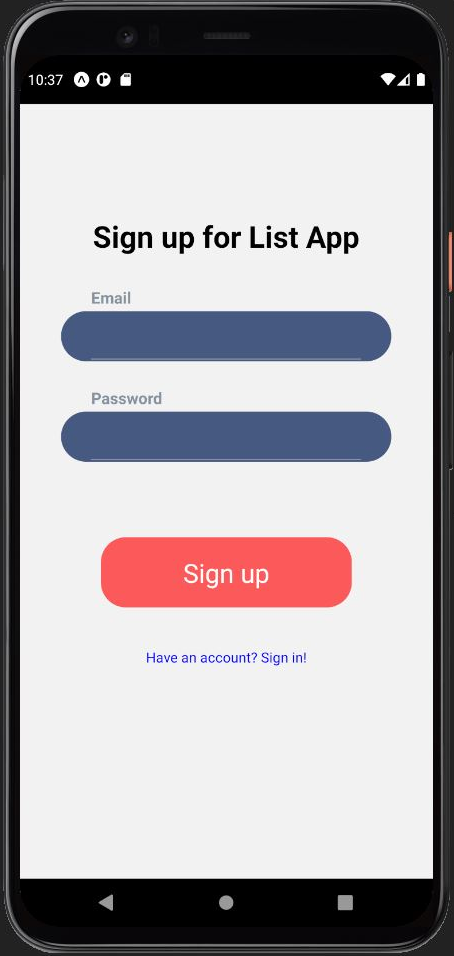 10:37
Sign up for List App
Email
Password
Sign up
Have an account? Sign in!